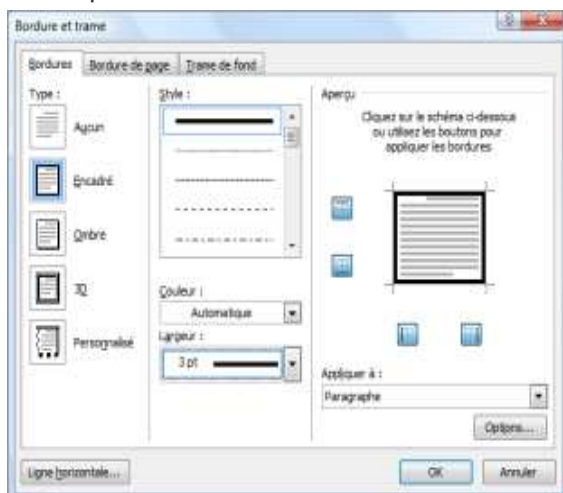 Bordure et trame
Bordures
Bordure de page
Trame de fond
Type :
Aucun
Encadré
Ombre
3D
Personnalisé
Style :
Couleur :
Automatique
Largeur :
3 pt
Aperçu
Cliquez sur le schéma ci-dessous
ou utilisez les boutons pour
appliquer les bordures
Appliquer à :
Paragraphe
Options...
Ligne horizontale...
OK
Annuler